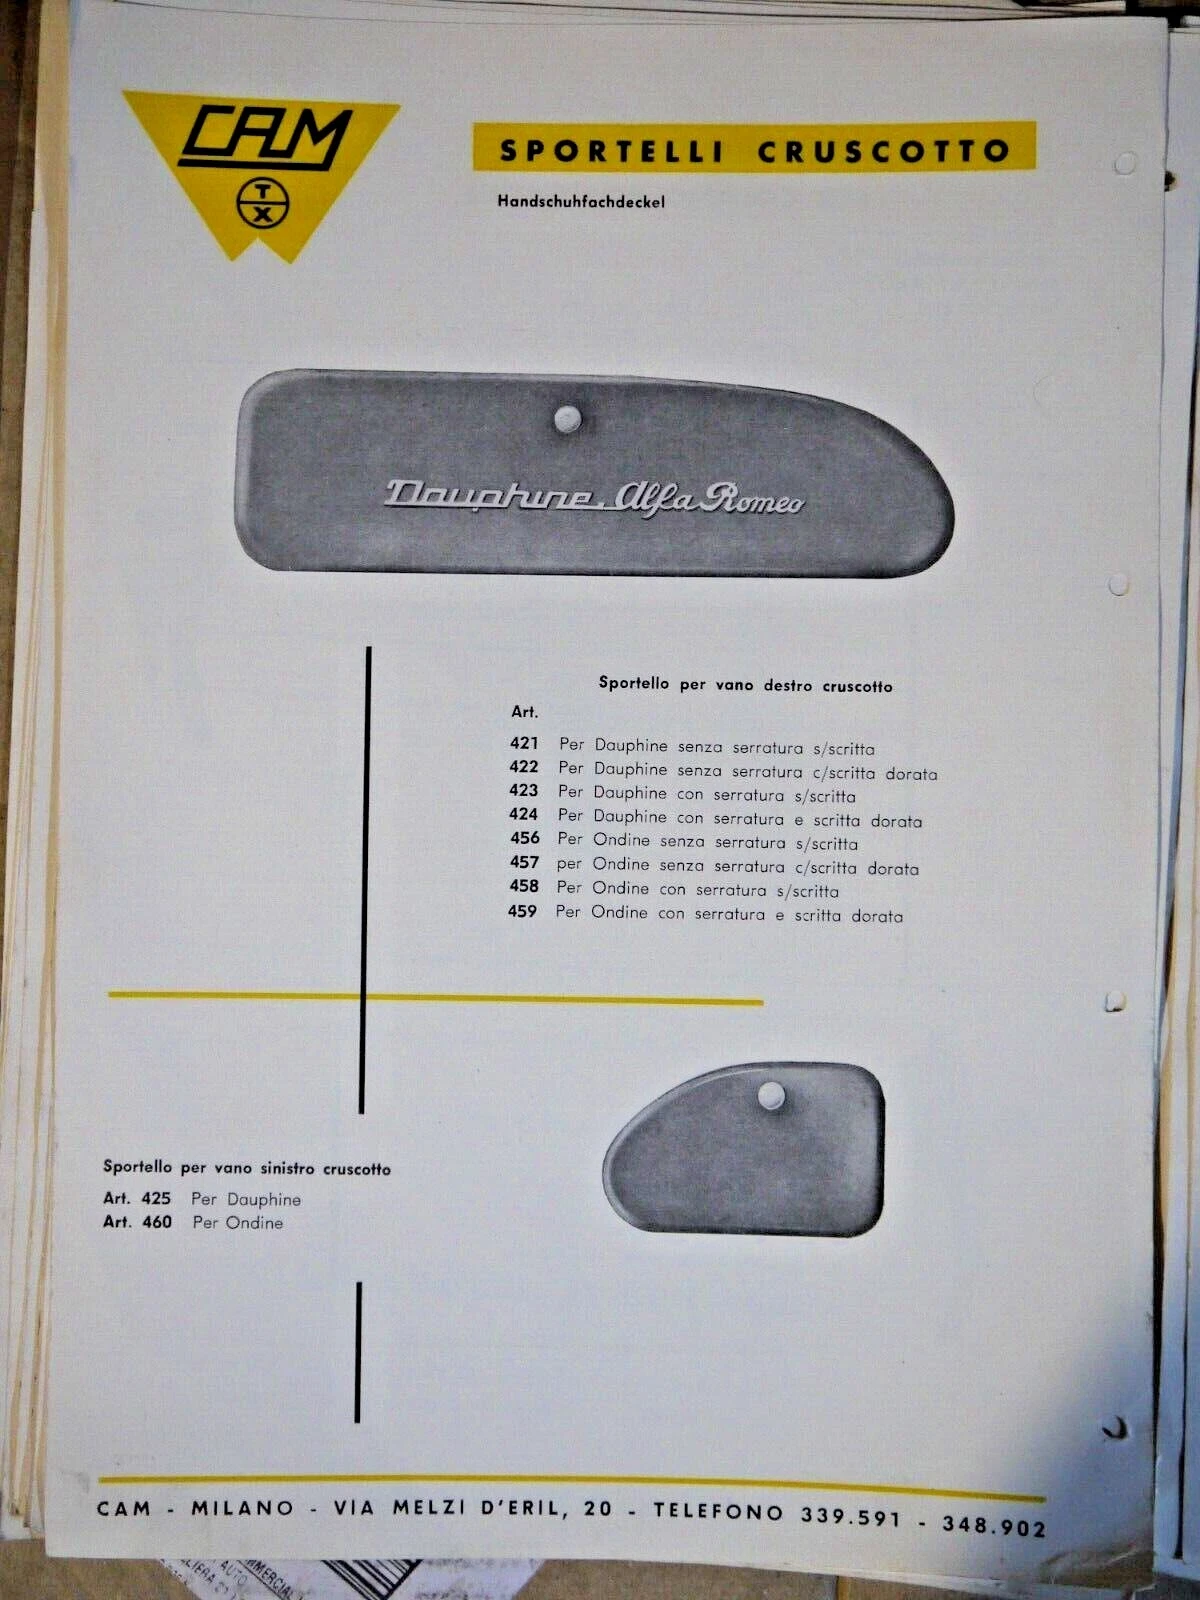 CAM
T
X
SPORTELLI CRUSCOTTO
Handschuhfachdeckel
Dauphine Alfa Romeo
Sportello per vano destro cruscotto
Art.
421 Per Dauphine senza serratura s/scritta
422 Per Dauphine senza serratura c/scritta dorata
423 Per Dauphine con serratura s/scritta
424 Per Dauphine con serratura e scritta dorata
456 Per Ondine senza serratura s/scritta
457 per Ondine senza serratura c/scritta dorata
458 Per Ondine con serratura s/scritta
459 Per Ondine con serratura e scritta dorata
Sportello per vano sinistro cruscotto
Art. 425 Per Dauphine
Art. 460 Per Ondine
CAM - MILANO - VIA MELZI D'ERIL, 20 - TELEFONO 339.591 - 348.902
AUTO